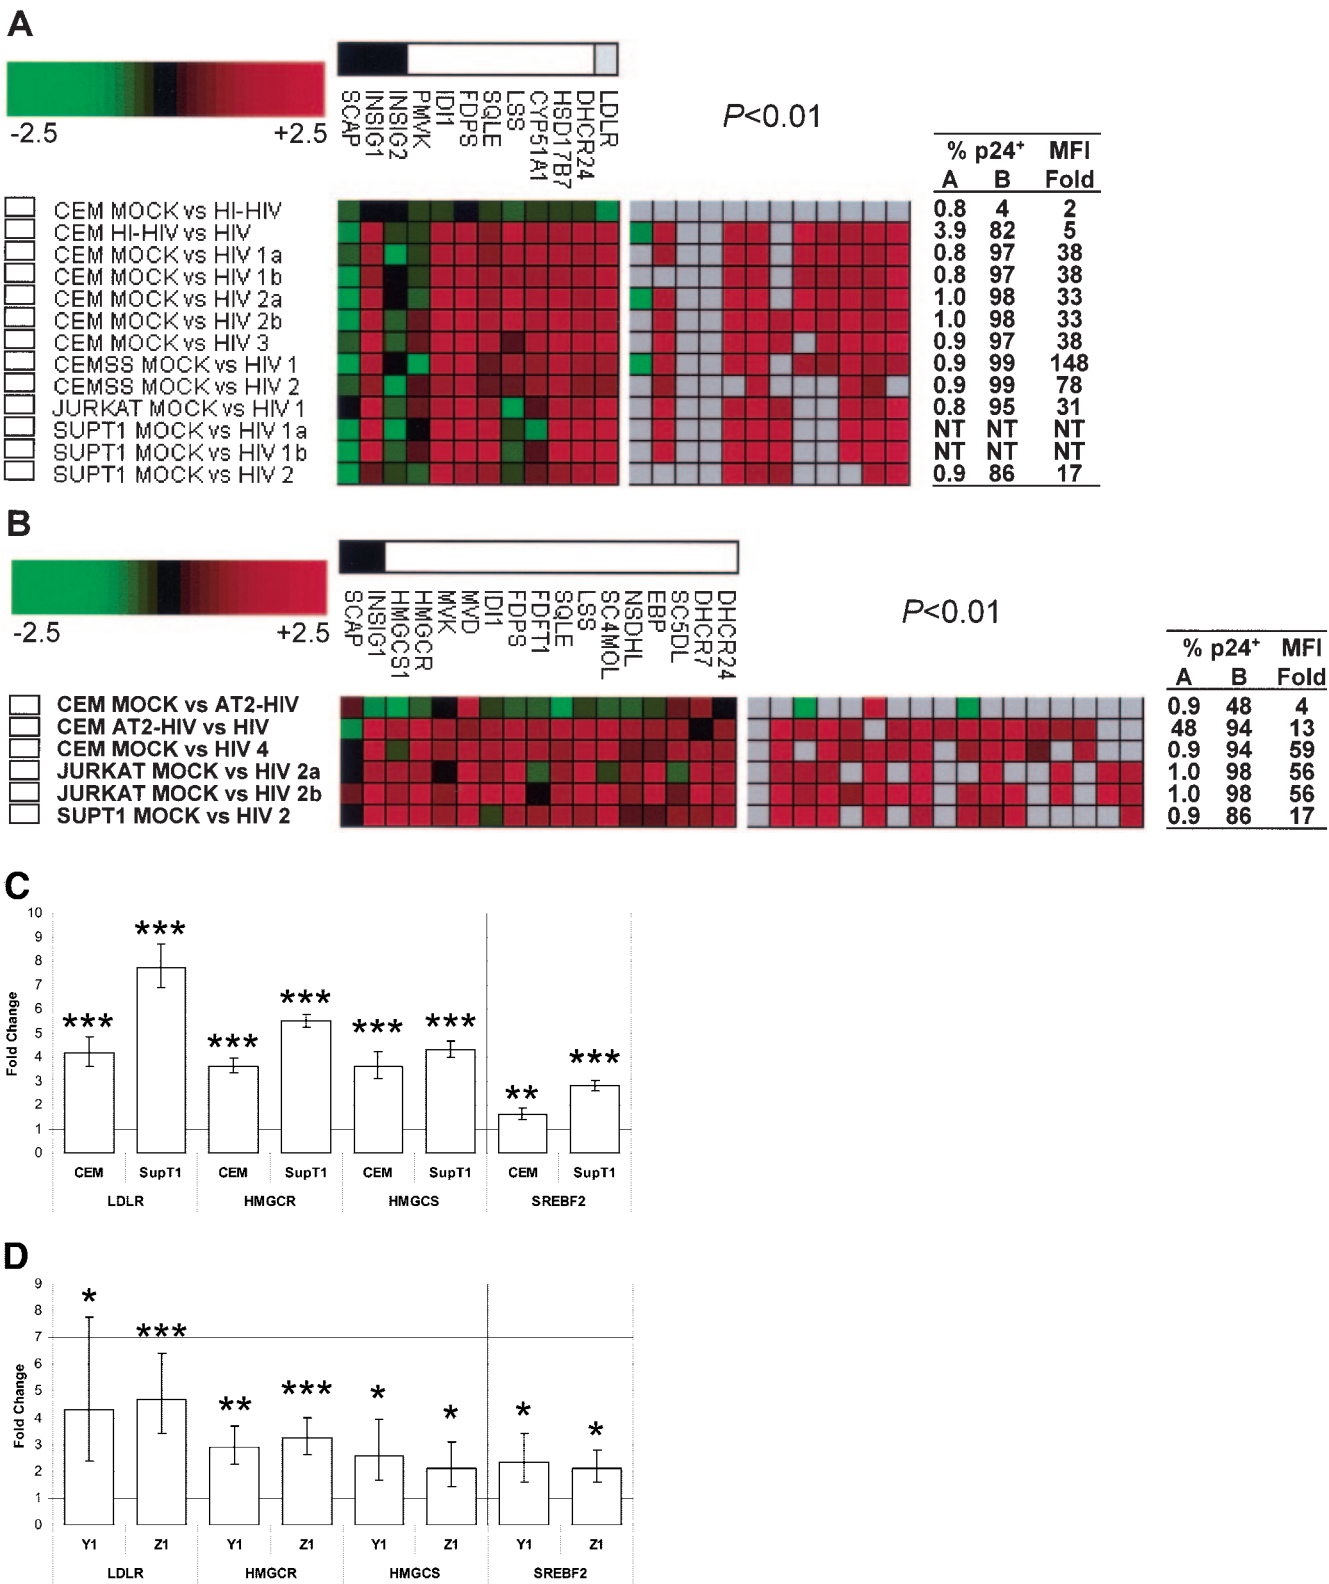 A
-2.5 +2.5
SCAP INSIG1 INSIG2 PMVK IDI1 FDPS SQLE LSS CYP51A1 HSD17B7 DHCR24 LDLR
P<0.01
% p24+ MFI
A B Fold
CEM MOCK vs HI-HIV 0.8 4 2
CEM HI-HIV vs HIV 3.9 82 5
CEM MOCK vs HIV 1a 0.8 97 38
CEM MOCK vs HIV 1b 0.8 97 38
CEM MOCK vs HIV 2a 1.0 98 33
CEM MOCK vs HIV 2b 1.0 98 33
CEM MOCK vs HIV 3 0.9 97 38
CEMSS MOCK vs HIV 1 0.9 99 148
CEMSS MOCK vs HIV 2 0.9 99 78
JURKAT MOCK vs HIV 1 0.8 95 31
SUPT1 MOCK vs HIV 1a NT NT NT
SUPT1 MOCK vs HIV 1b NT NT NT
SUPT1 MOCK vs HIV 2 0.9 86 17
B
-2.5 +2.5
SCAP INSIG1 HMGCS1 HMGCR MVK MVD IDI1 FDPS FDFT1 SQLE LSS SC4MOL NSDHL EBP SC5DL DHCR7 DHCR24
P<0.01
% p24+ MFI
A B Fold
CEM MOCK vs AT2-HIV 0.9 48 4
CEM AT2-HIV vs HIV 48 94 13
CEM MOCK vs HIV 4 0.9 94 59
JURKAT MOCK vs HIV 2a 1.0 98 56
JURKAT MOCK vs HIV 2b 1.0 98 56
SUPT1 MOCK vs HIV 2 0.9 86 17
C
Fold Change
10
9
8
7
6
5
4
3
2
1
0
*** *** *** *** *** *** ** ***
CEM SupT1 CEM SupT1 CEM SupT1 CEM SupT1
LDLR HMGCR HMGCS SREBF2
D
Fold Change
9
8
7
6
5
4
3
2
1
0
* *** ** *** * * * *
Y1 Z1 Y1 Z1 Y1 Z1 Y1 Z1
LDLR HMGCR HMGCS SREBF2